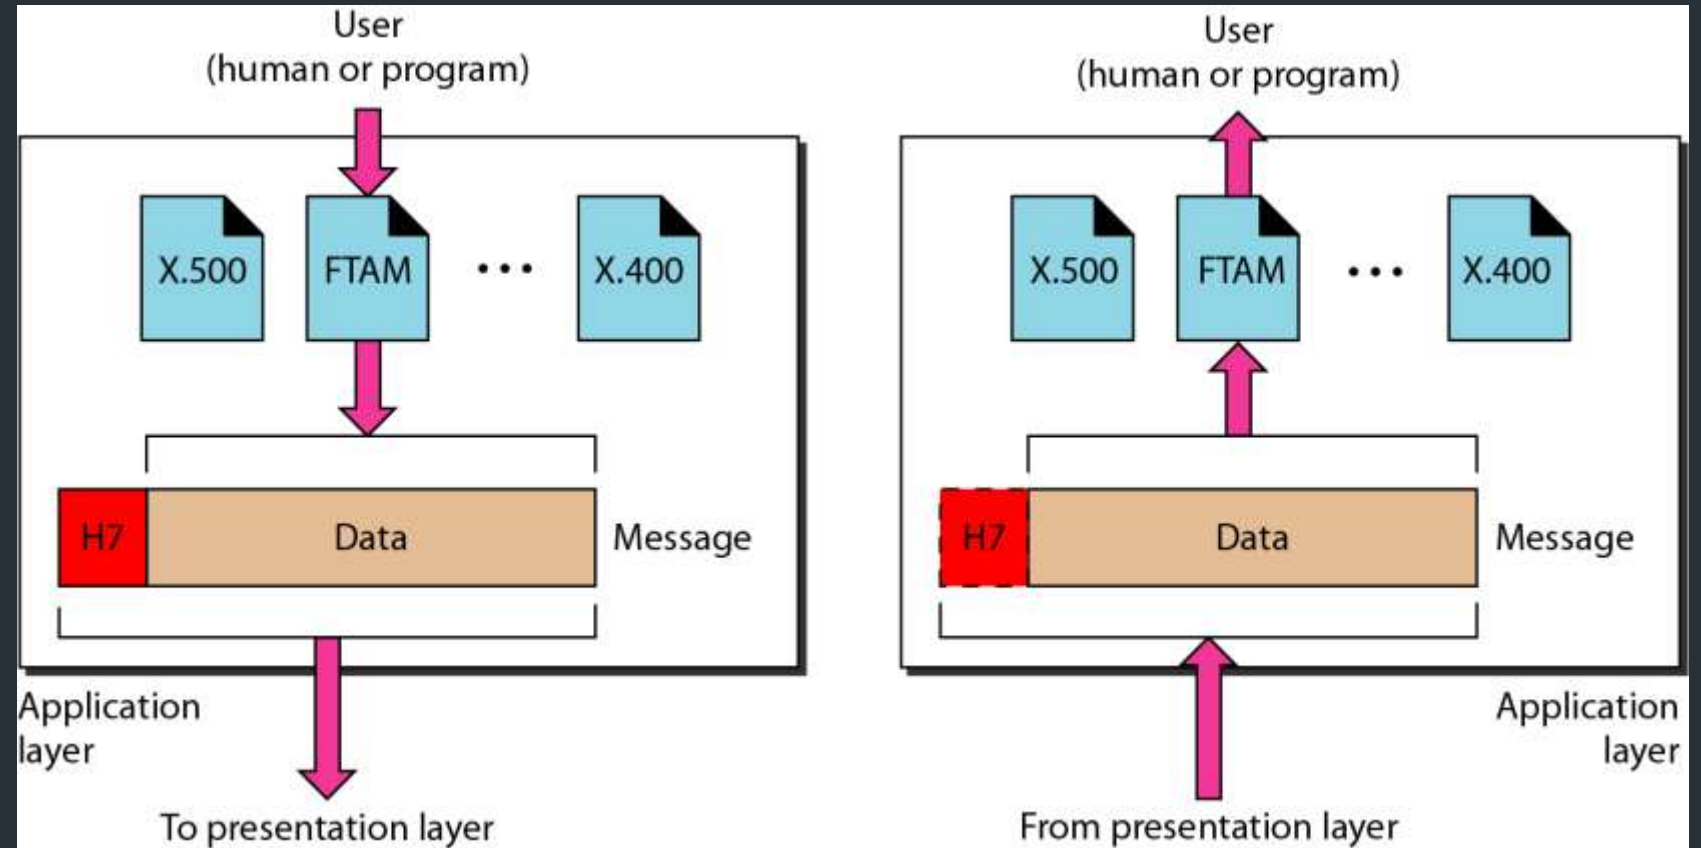 User
(human or program)
X.500
FTAM
...
X.400
H7
Data
Message
Application
layer
To presentation layer
User
(human or program)
X.500
FTAM
...
X.400
H7
Data
Message
Application
layer
From presentation layer